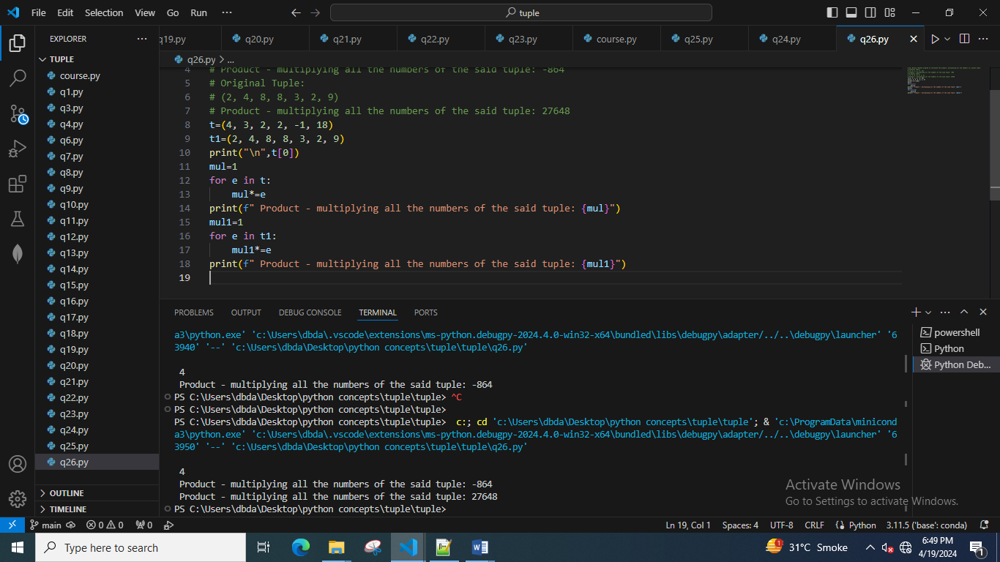 File Edit Selection View Go Run ··· tuple
EXPLORER ···
q19.py q20.py q21.py q22.py q23.py course.py q25.py q24.py q26.py
TUPLE
q26.py > ...
course.py
q1.py
q3.py
q4.py
q6.py
q7.py
q8.py
q9.py
q10.py
q11.py
q12.py
q13.py
q14.py
q15.py
q16.py
q17.py
q18.py
q19.py
q20.py
q21.py
q22.py
q23.py
q24.py
q25.py
q26.py
OUTLINE
TIMELINE
4 # Product - multiplying all the numbers of the said tuple: -864
5 # Original Tuple:
6 # (2, 4, 8, 8, 3, 2, 9)
7 # Product - multiplying all the numbers of the said tuple: 27648
8 t=(4, 3, 2, 2, -1, 18)
9 t1=(2, 4, 8, 8, 3, 2, 9)
10 print("\n",t[0])
11 mul=1
12 for e in t:
13     mul*=e
14 print(f" Product - multiplying all the numbers of the said tuple: {mul}")
15 mul1=1
16 for e in t1:
17     mul1*=e
18 print(f" Product - multiplying all the numbers of the said tuple: {mul1}")
19
PROBLEMS OUTPUT DEBUG CONSOLE TERMINAL PORTS
a3\python.exe' 'c:\Users\dbda\.vscode\extensions\ms-python.debugpy-2024.4.0-win32-x64\bundled\libs\debugpy\adapter/../..\debugpy\launcher' '6
3940' '--' 'c:\Users\dbda\Desktop\python concepts\tuple\tuple\q26.py'
4
Product - multiplying all the numbers of the said tuple: -864
PS C:\Users\dbda\Desktop\python concepts\tuple\tuple> ^C
PS C:\Users\dbda\Desktop\python concepts\tuple\tuple>
PS C:\Users\dbda\Desktop\python concepts\tuple\tuple>  c:; cd 'c:\Users\dbda\Desktop\python concepts\tuple\tuple'; & 'c:\ProgramData\minicond
a3\python.exe' 'c:\Users\dbda\.vscode\extensions\ms-python.debugpy-2024.4.0-win32-x64\bundled\libs\debugpy\adapter/../..\debugpy\launcher' '6
3950' '--' 'c:\Users\dbda\Desktop\python concepts\tuple\tuple\q26.py'
4
Product - multiplying all the numbers of the said tuple: -864
Product - multiplying all the numbers of the said tuple: 27648
PS C:\Users\dbda\Desktop\python concepts\tuple\tuple>
powershell
Python
Python Deb...
Activate Windows
Go to Settings to activate Windows.
main 0 0 0 Ln 19, Col 1 Spaces: 4 UTF-8 CRLF Python 3.11.5 ('base': conda)
Type here to search 31°C Smoke
6:49 PM
4/19/2024
1